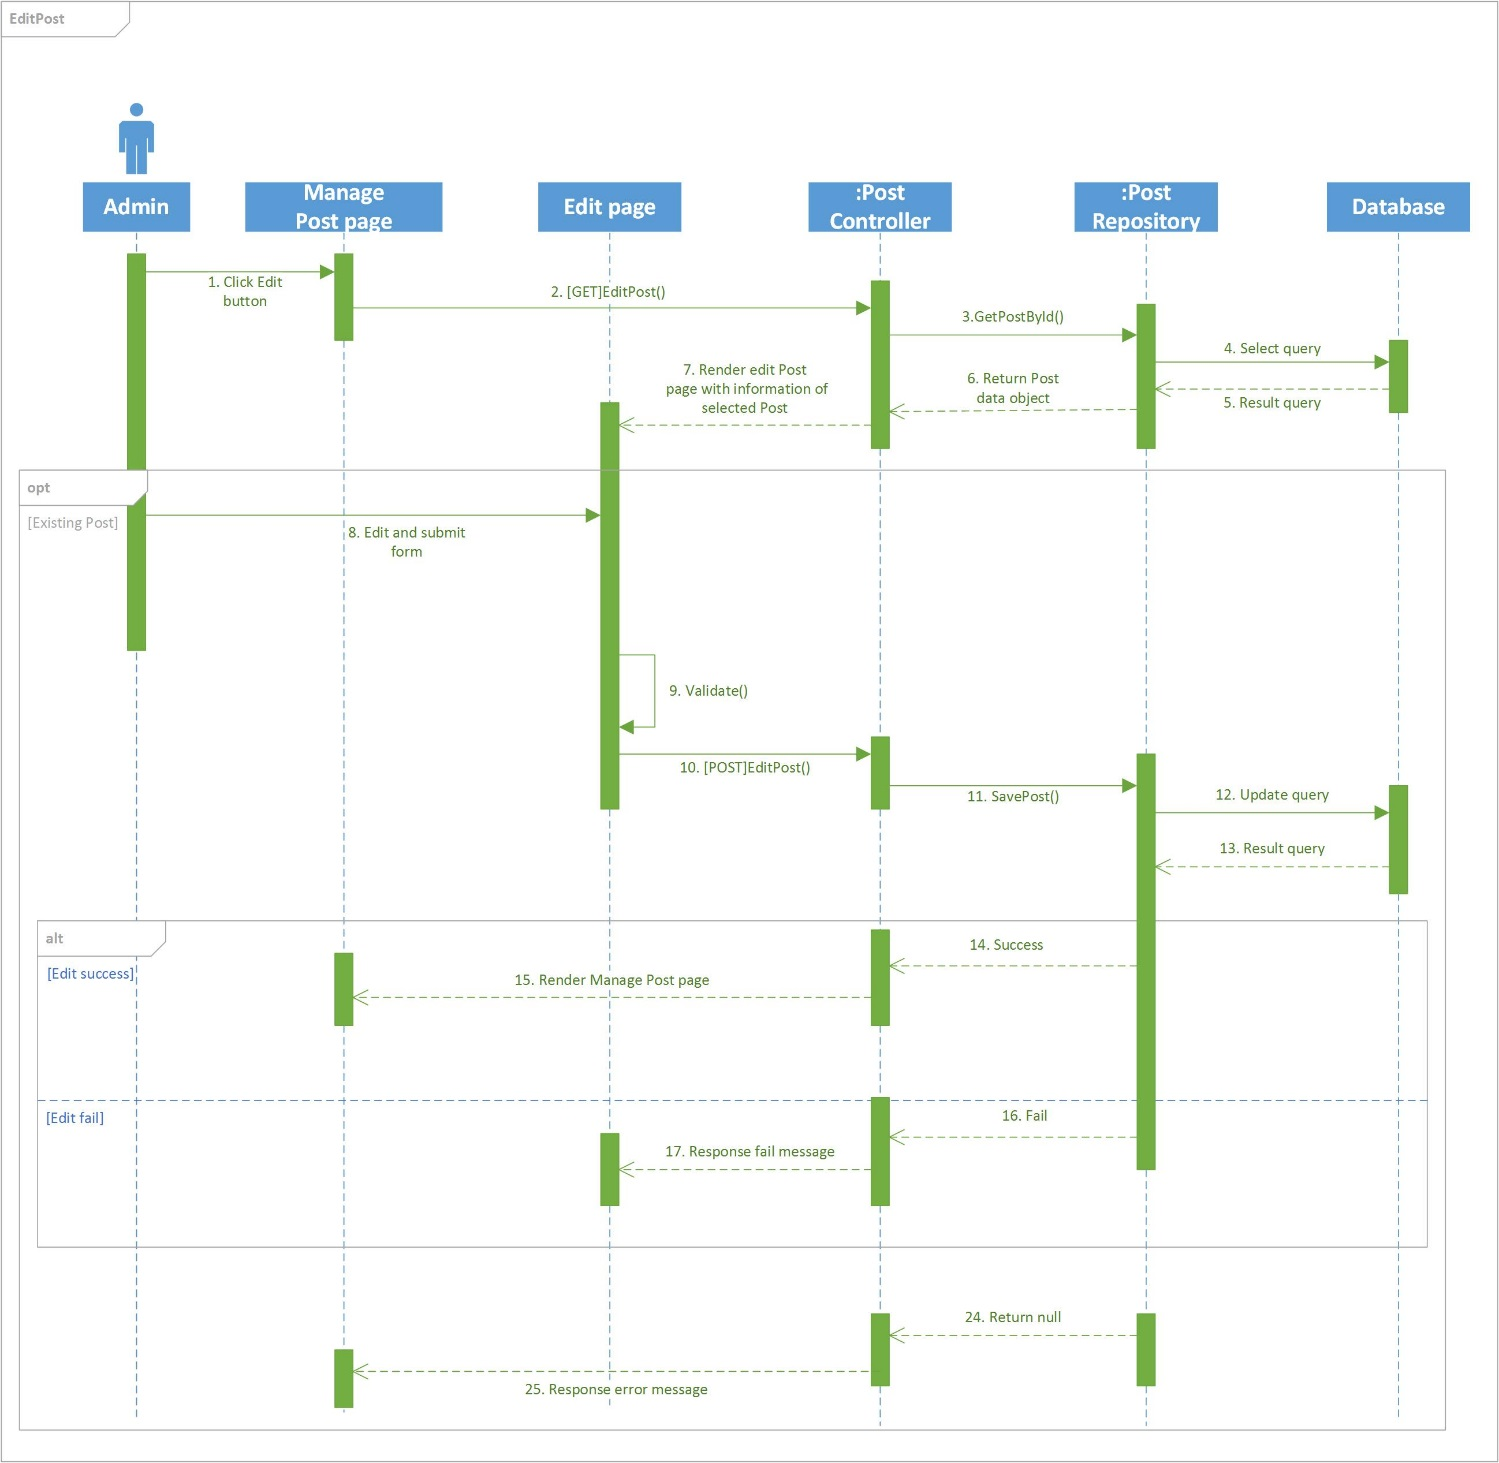 EditPost
Admin
Manage
Post page
Edit page
:Post
Controller
:Post
Repository
Database
1. Click Edit
button
2. [GET]EditPost()
3.GetPostById()
4. Select query
5. Result query
6. Return Post
data object
7. Render edit Post
page with information of
selected Post
opt
[Existing Post]
8. Edit and submit
form
9. Validate()
10. [POST]EditPost()
11. SavePost()
12. Update query
13. Result query
alt
[Edit success]
14. Success
15. Render Manage Post page
[Edit fail]
16. Fail
17. Response fail message
24. Return null
25. Response error message